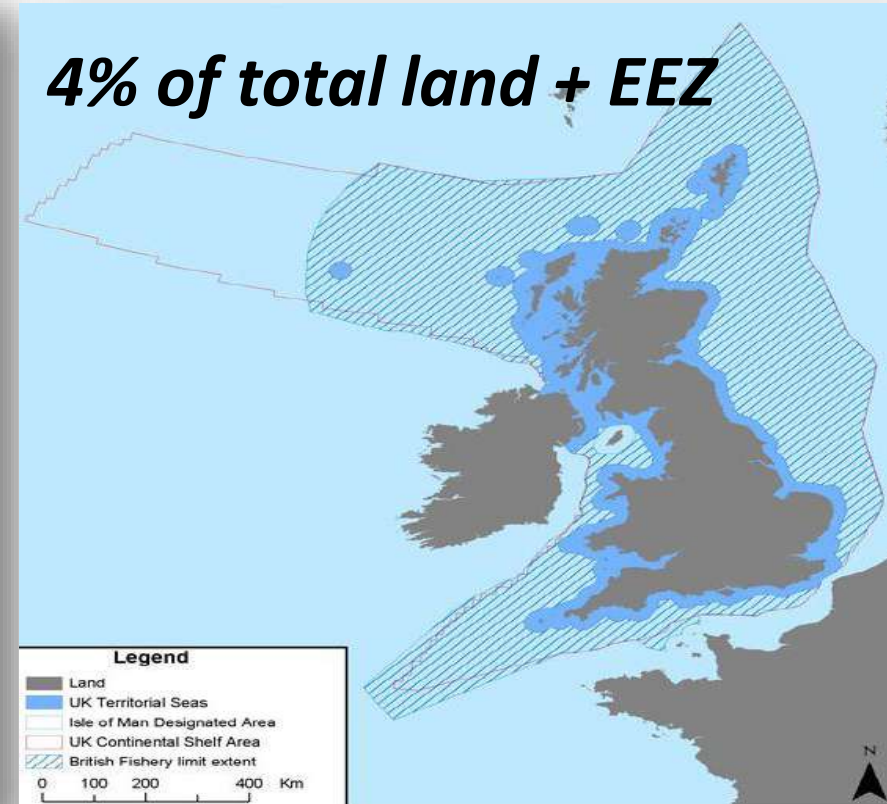 4% of total land + EEZ
Legend
Land
UK Territorial Seas
Isle of Man Designated Area
UK Continental Shelf Area
British Fishery limit extent
0 100 200 400 Km
N